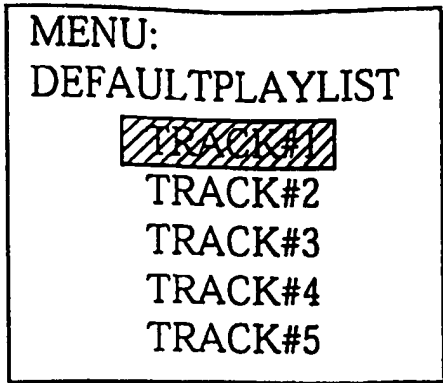 MENU:
DEFAULTPLAYLIST
TRACK#1
TRACK#2
TRACK#3
TRACK#4
TRACK#5